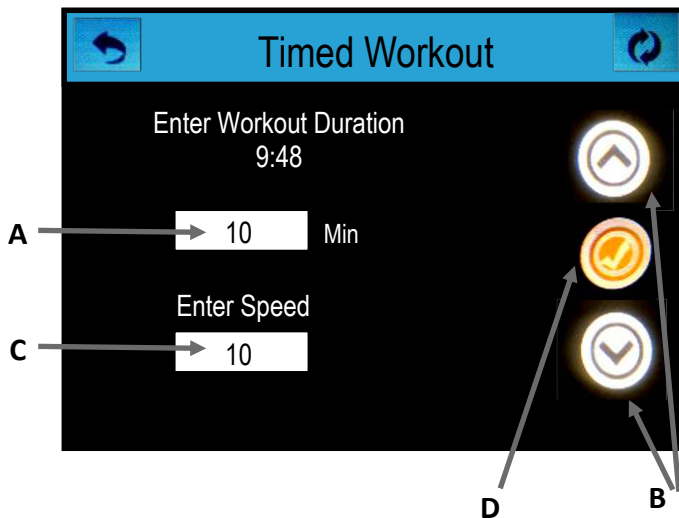 Timed Workout
Enter Workout Duration
9:48
A
10 Min
Enter Speed
C
10
D
B